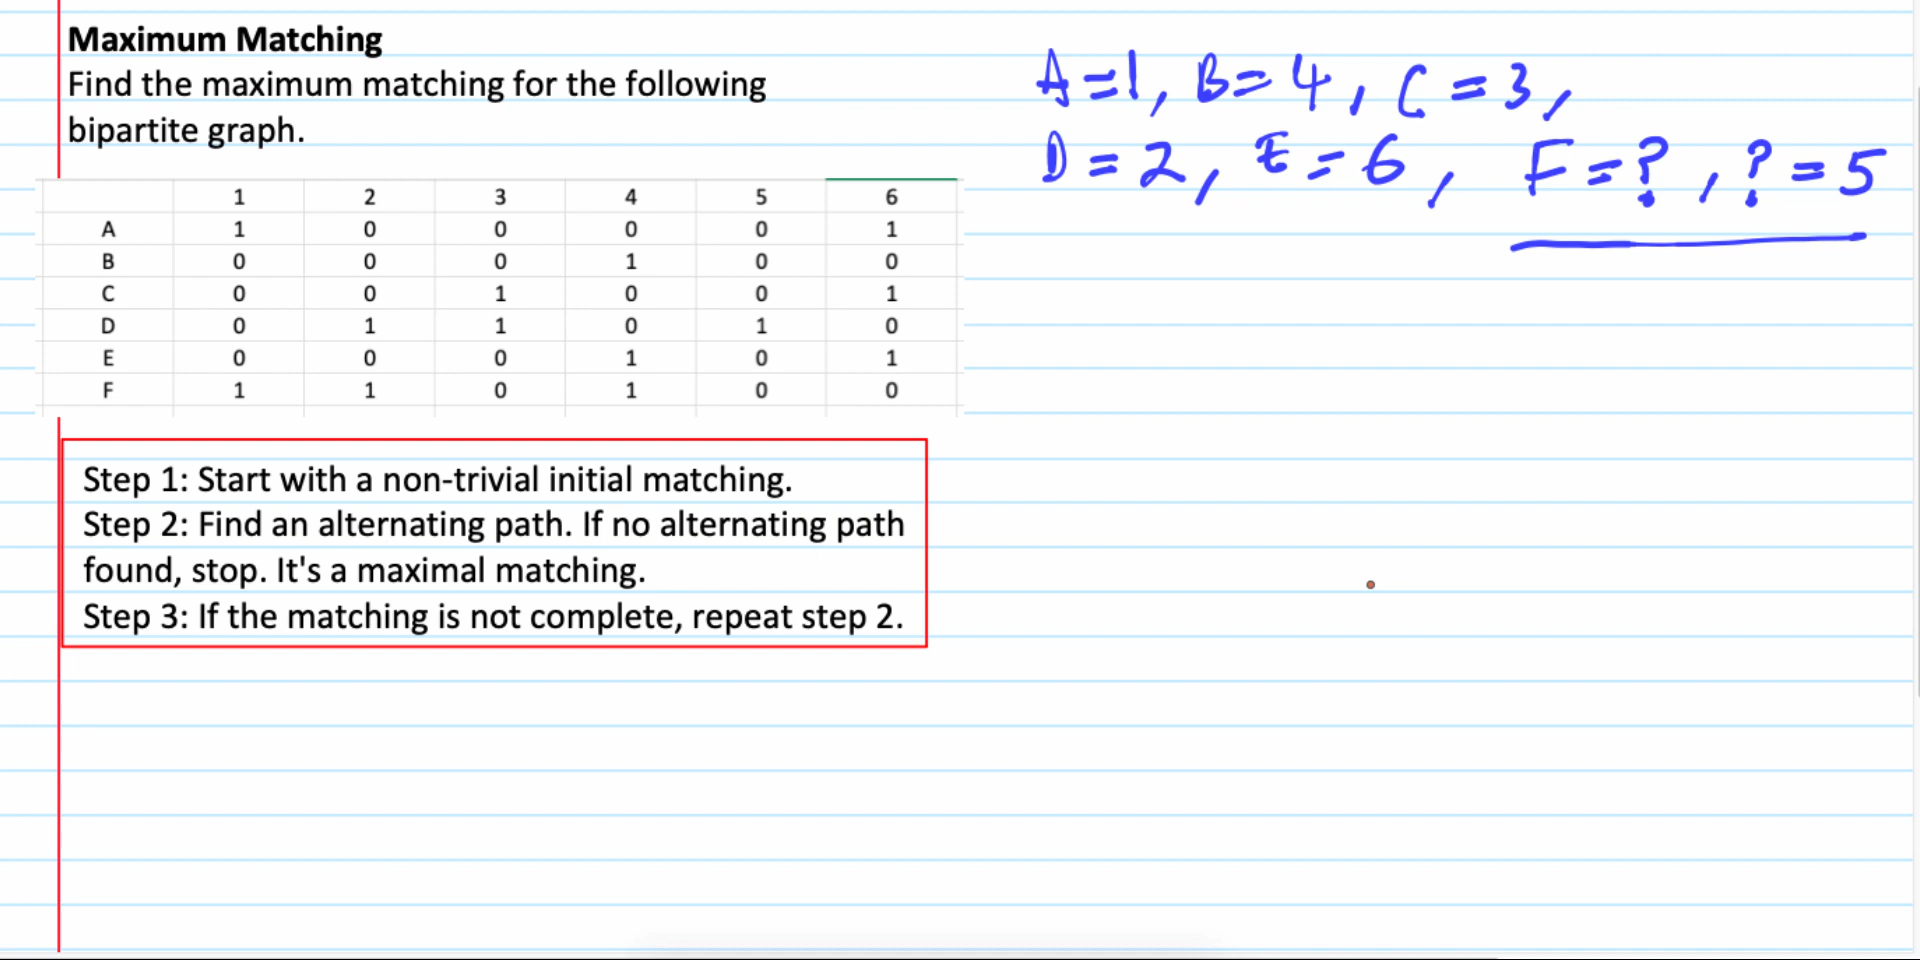 Maximum Matching
Find the maximum matching for the following
bipartite graph.
A=1, B=4, C=3,
D=2, E=6, F=?, ?=5
1 2 3 4 5 6
A 1 0 0 0 0 1
B 0 0 0 1 0 0
C 0 0 1 0 0 1
D 0 1 1 0 1 0
E 0 0 0 1 0 1
F 1 1 0 1 0 0
Step 1: Start with a non-trivial initial matching.
Step 2: Find an alternating path. If no alternating path
found, stop. It's a maximal matching.
Step 3: If the matching is not complete, repeat step 2.